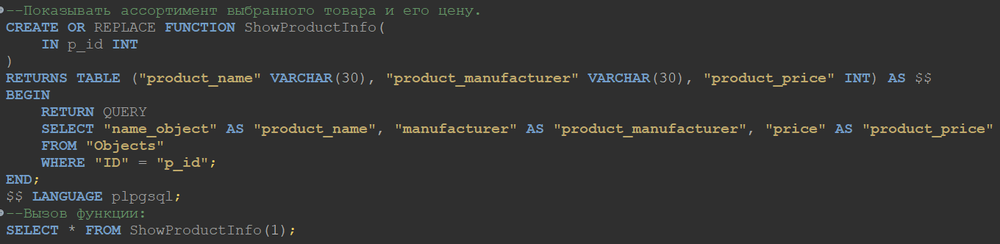 --Показывать ассортимент выбранного товара и его цену.
CREATE OR REPLACE FUNCTION ShowProductInfo(
    IN p_id INT
)
RETURNS TABLE ("product_name" VARCHAR(30), "product_manufacturer" VARCHAR(30), "product_price" INT) AS $$
BEGIN
    RETURN QUERY
    SELECT "name_object" AS "product_name", "manufacturer" AS "product_manufacturer", "price" AS "product_price"
    FROM "Objects"
    WHERE "ID" = "p_id";
END;
$$ LANGUAGE plpgsql;
--Вызов функции:
SELECT * FROM ShowProductInfo(1);